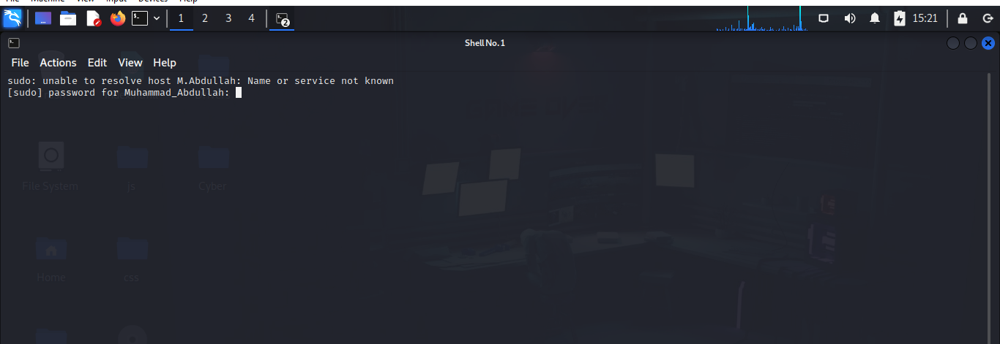 File Machine View Input Devices Help
1 2 3 4 2 15:21
Shell No. 1
File Actions Edit View Help
sudo: unable to resolve host M.Abdullah: Name or service not known
[sudo] password for Muhammad_Abdullah:
File System js Cyber
Home css